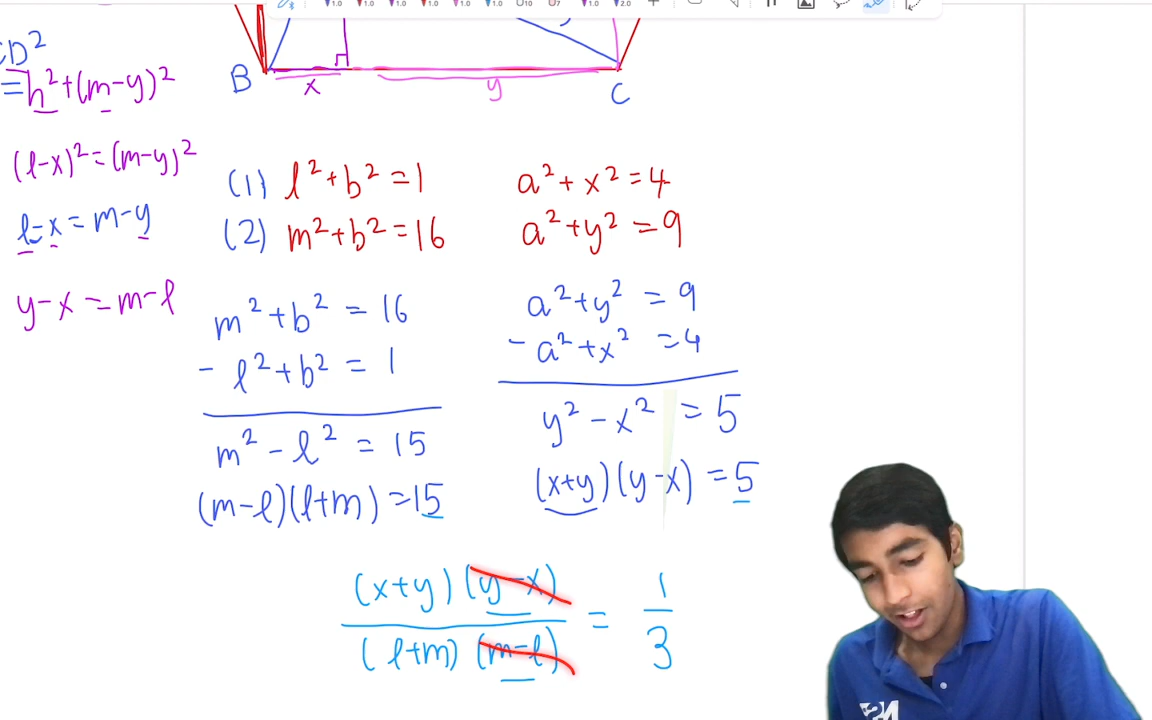 CD²
= h² + (m-y)²
(l-x)² = (m-y)²
l-x = m-y
y-x = m-l
B
x
y
C
(1) l² + b² = 1
(2) m² + b² = 16
a² + x² = 4
a² + y² = 9
m² + b² = 16
- l² + b² = 1
m² - l² = 15
(m-l)(l+m) = 15
a² + y² = 9
- a² + x² = 4
y² - x² = 5
(x+y)(y-x) = 5
(x+y)(y-x)
(l+m)(m-l)
=
1
3